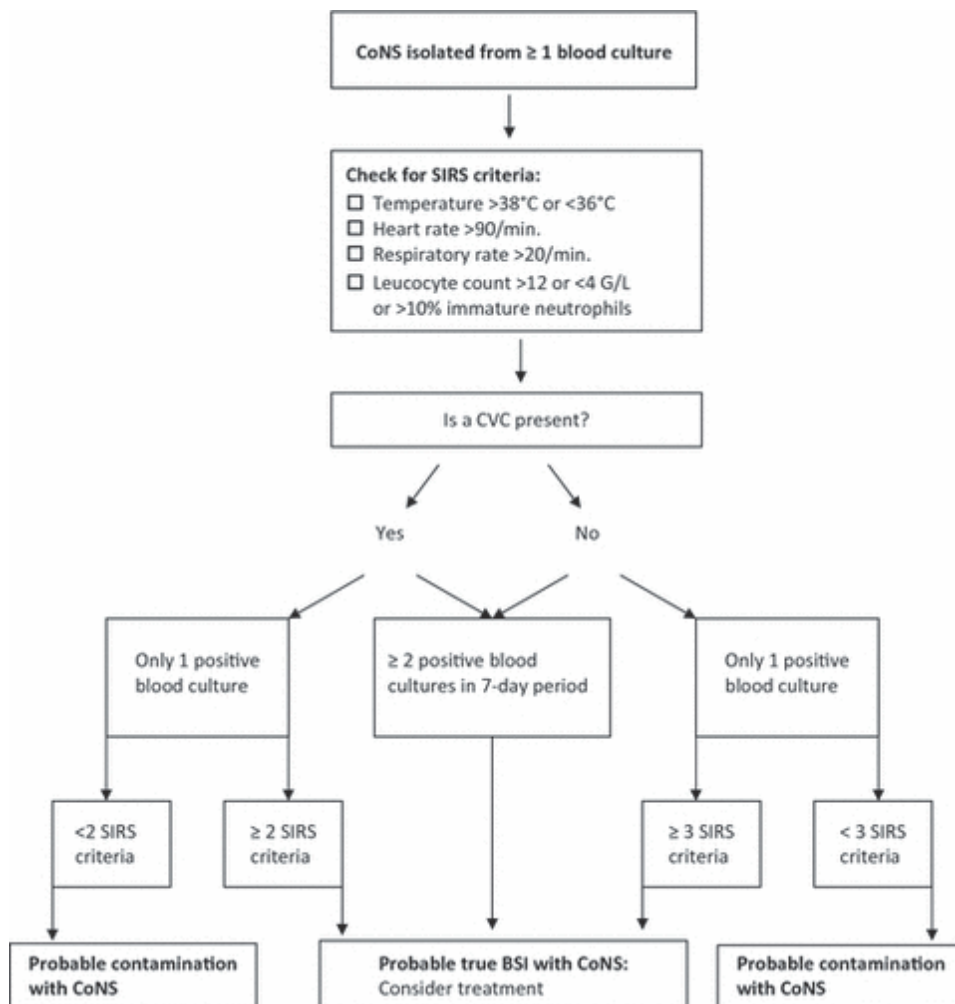 CoNS isolated from ≥ 1 blood culture
Check for SIRS criteria:
☐ Temperature >38°C or <36°C
☐ Heart rate >90/min.
☐ Respiratory rate >20/min.
☐ Leucocyte count >12 or <4 G/L
or >10% immature neutrophils
Is a CVC present?
Yes
No
Only 1 positive
blood culture
≥ 2 positive blood
cultures in 7-day period
Only 1 positive
blood culture
<2 SIRS
criteria
≥ 2 SIRS
criteria
≥ 3 SIRS
criteria
< 3 SIRS
criteria
Probable contamination
with CoNS
Probable true BSI with CoNS:
Consider treatment
Probable contamination
with CoNS